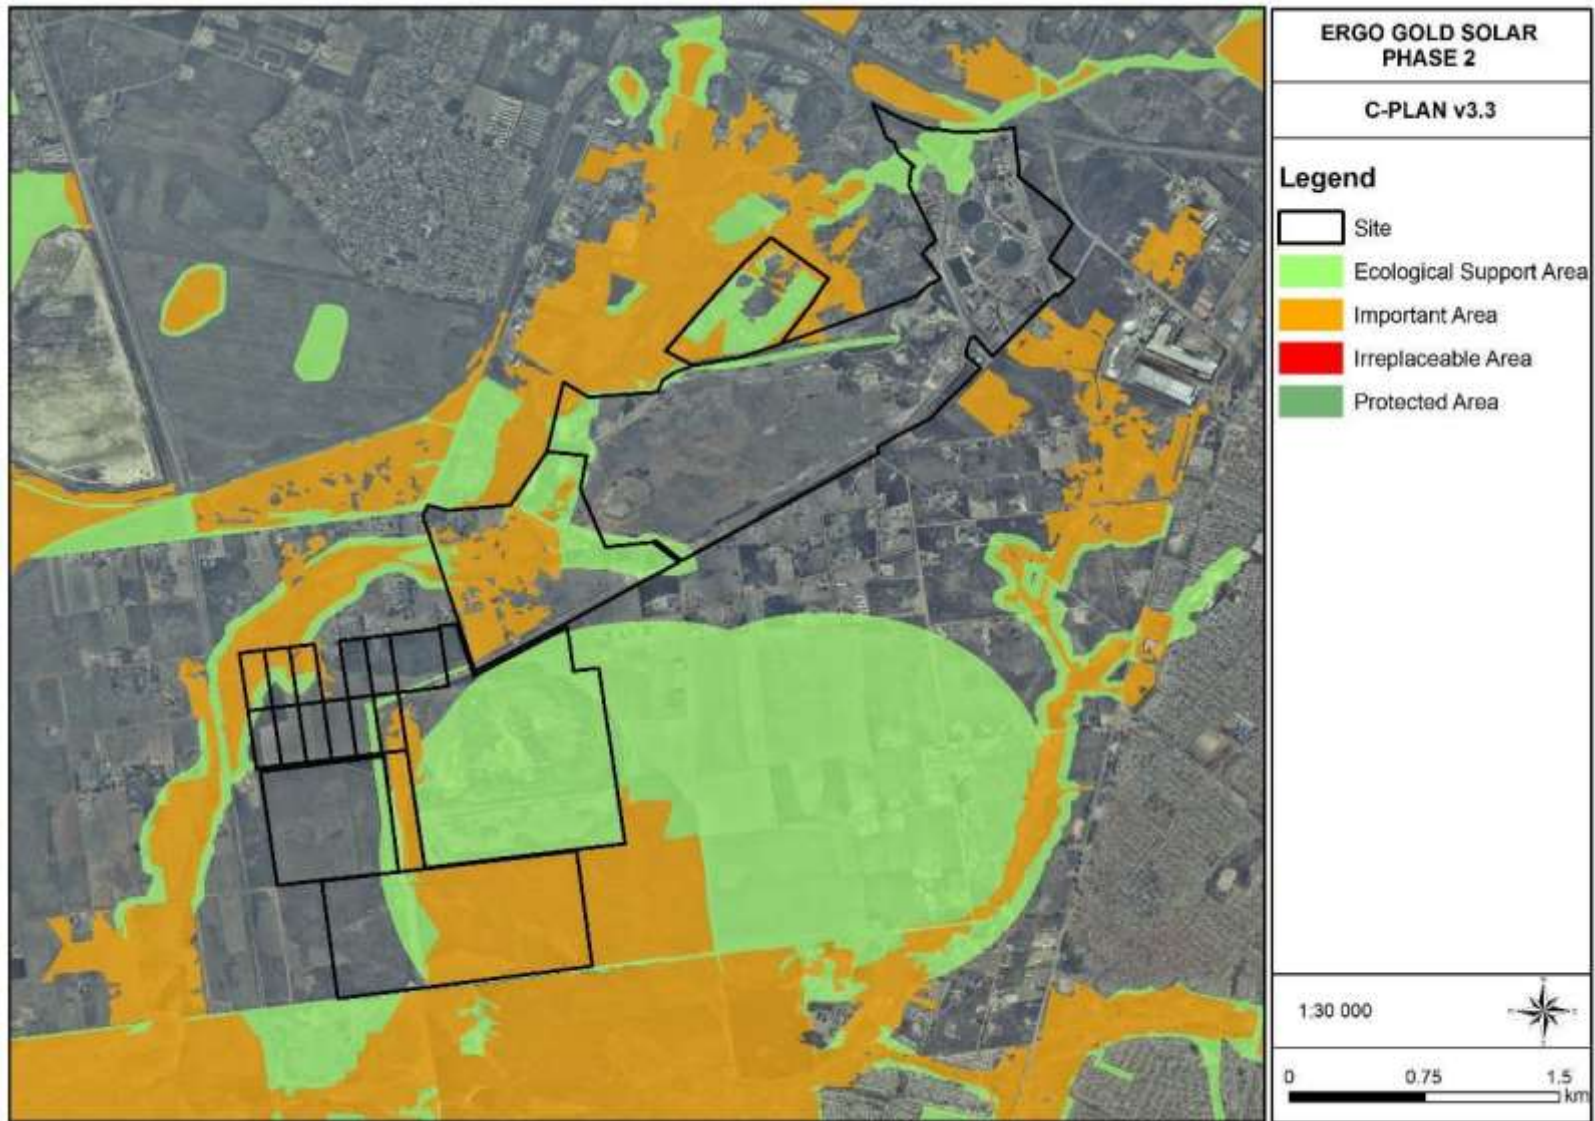 ERGO GOLD SOLAR
PHASE 2
C-PLAN v3.3
Legend
Site
Ecological Support Area
Important Area
Irreplaceable Area
Protected Area
1:30 000
0 0.75 1.5
km